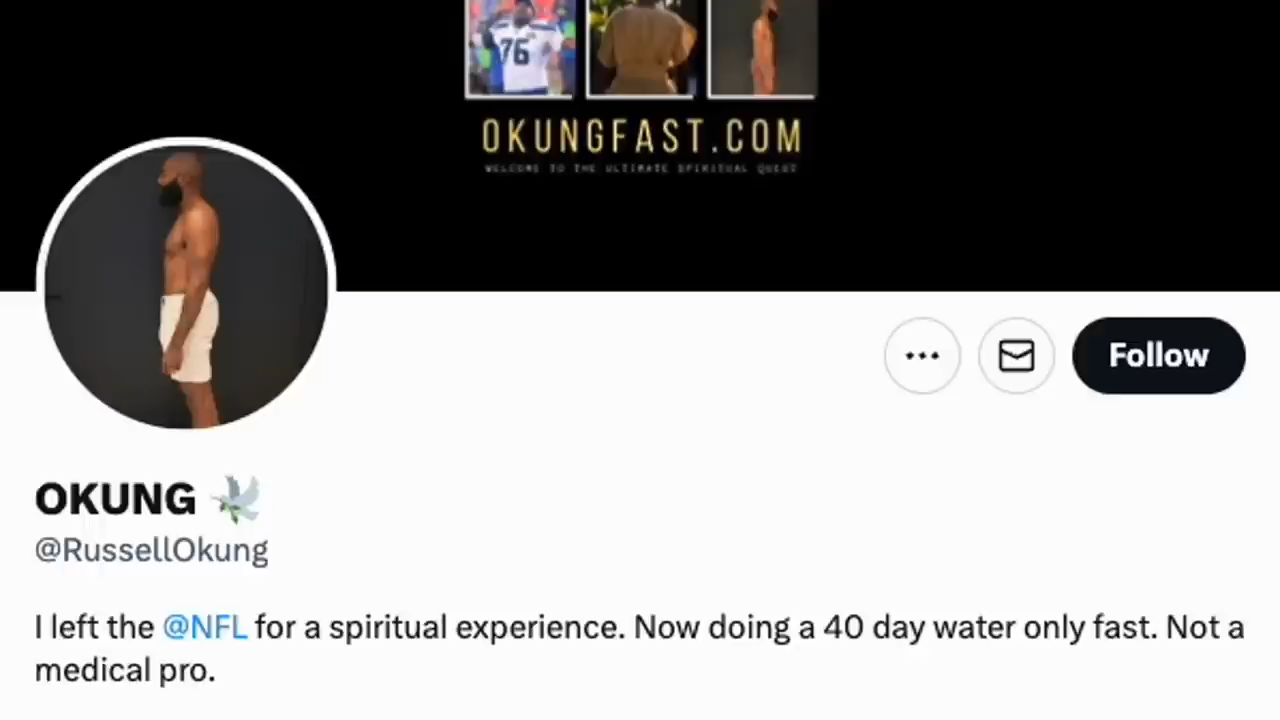 76
OKUNGFAST.COM
WELCOME TO THE ULTIMATE SPIRITUAL QUEST
Follow
OKUNG 🕊
@RussellOkung
I left the @NFL for a spiritual experience. Now doing a 40 day water only fast. Not a
medical pro.